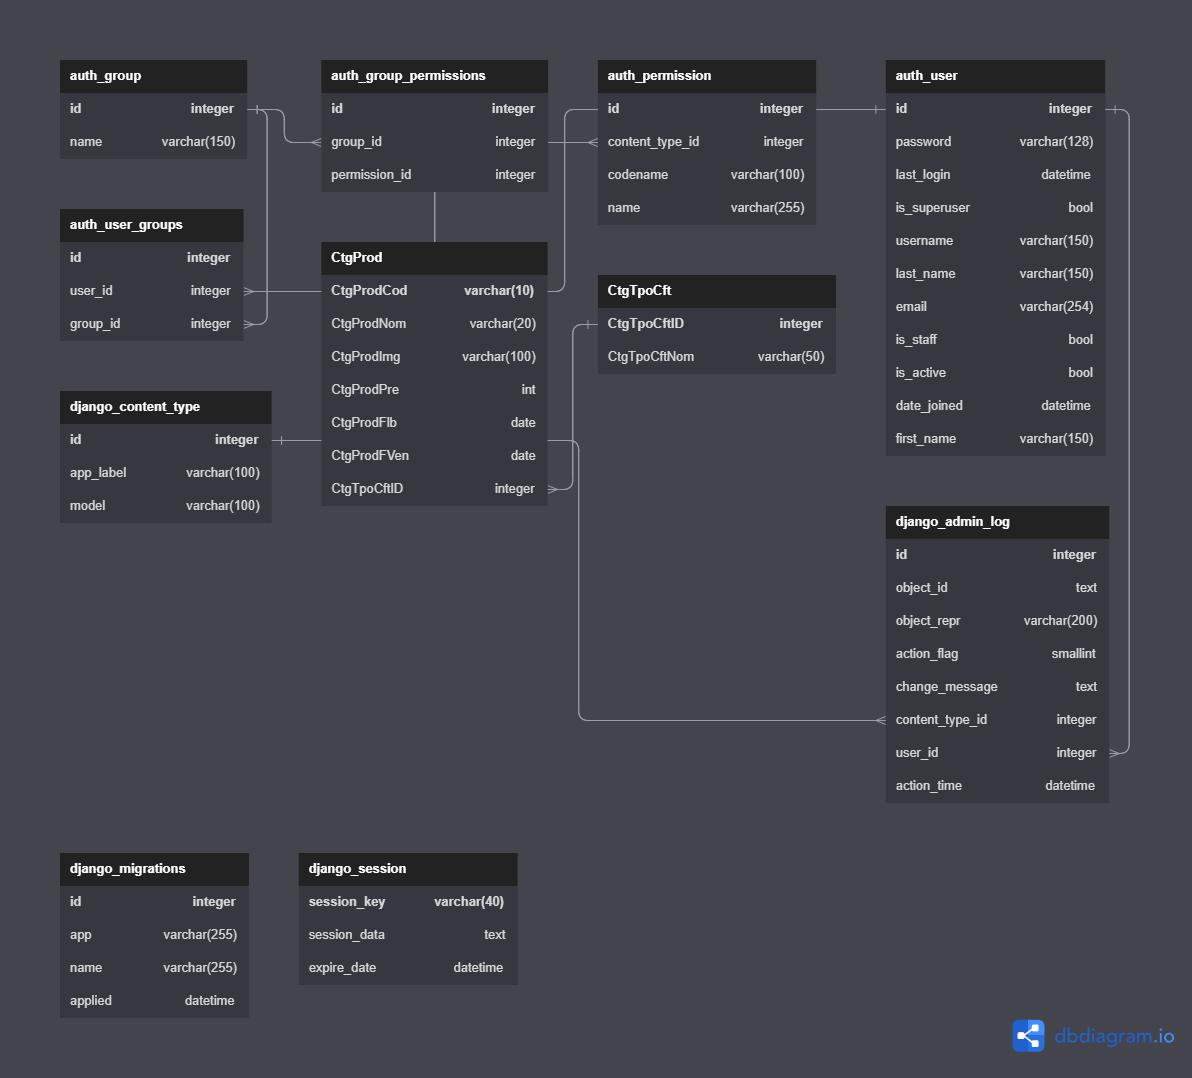 auth_group
id integer
name varchar(150)
auth_group_permissions
id integer
group_id integer
permission_id integer
auth_permission
id integer
content_type_id integer
codename varchar(100)
name varchar(255)
auth_user
id integer
password varchar(128)
last_login datetime
is_superuser bool
username varchar(150)
last_name varchar(150)
email varchar(254)
is_staff bool
is_active bool
date_joined datetime
first_name varchar(150)
auth_user_groups
id integer
user_id integer
group_id integer
CtgProd
CtgProdCod varchar(10)
CtgProdNom varchar(20)
CtgProdImg varchar(100)
CtgProdPre int
CtgProdFlb date
CtgProdFVen date
CtgTpoCftID integer
CtgTpoCft
CtgTpoCftID integer
CtgTpoCftNom varchar(50)
django_content_type
id integer
app_label varchar(100)
model varchar(100)
django_admin_log
id integer
object_id text
object_repr varchar(200)
action_flag smallint
change_message text
content_type_id integer
user_id integer
action_time datetime
django_migrations
id integer
app varchar(255)
name varchar(255)
applied datetime
django_session
session_key varchar(40)
session_data text
expire_date datetime
dbdiagram.io